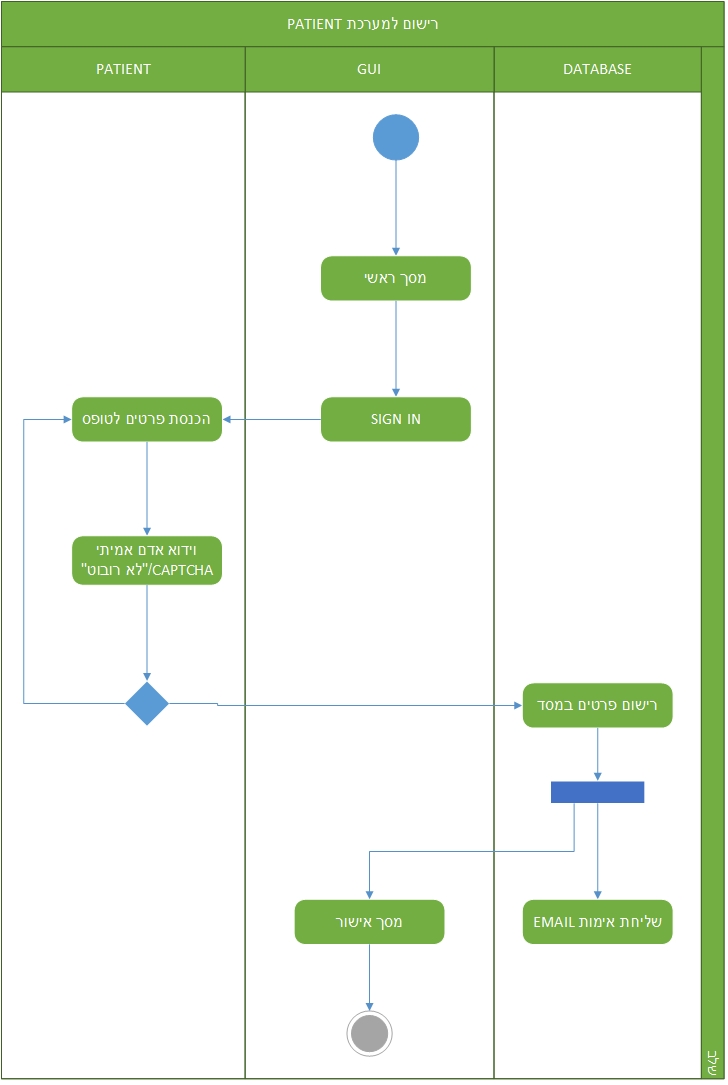 רישום למערכת PATIENT
PATIENT
GUI
DATABASE
מסך ראשי
הכנסת פרטים לטופס
SIGN IN
וידוא אדם אמיתי
CAPTCHA/"לא רובוט"
רישום פרטים במסד
מסך אישור
שליחת אימות EMAIL
שלב